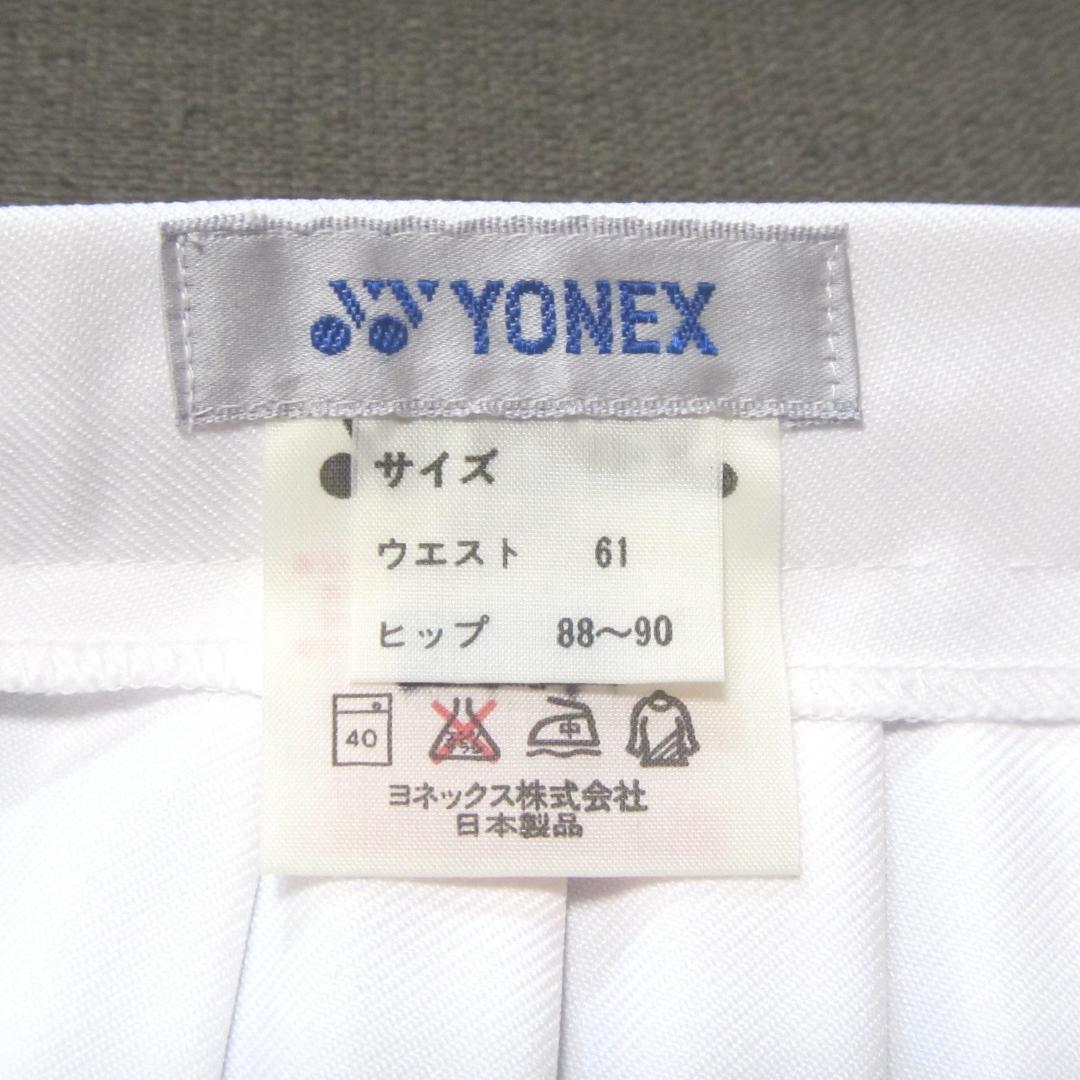 YONEX
サイズ
ウエスト 61
ヒップ 88〜90
40
中
ヨネックス株式会社
日本製品